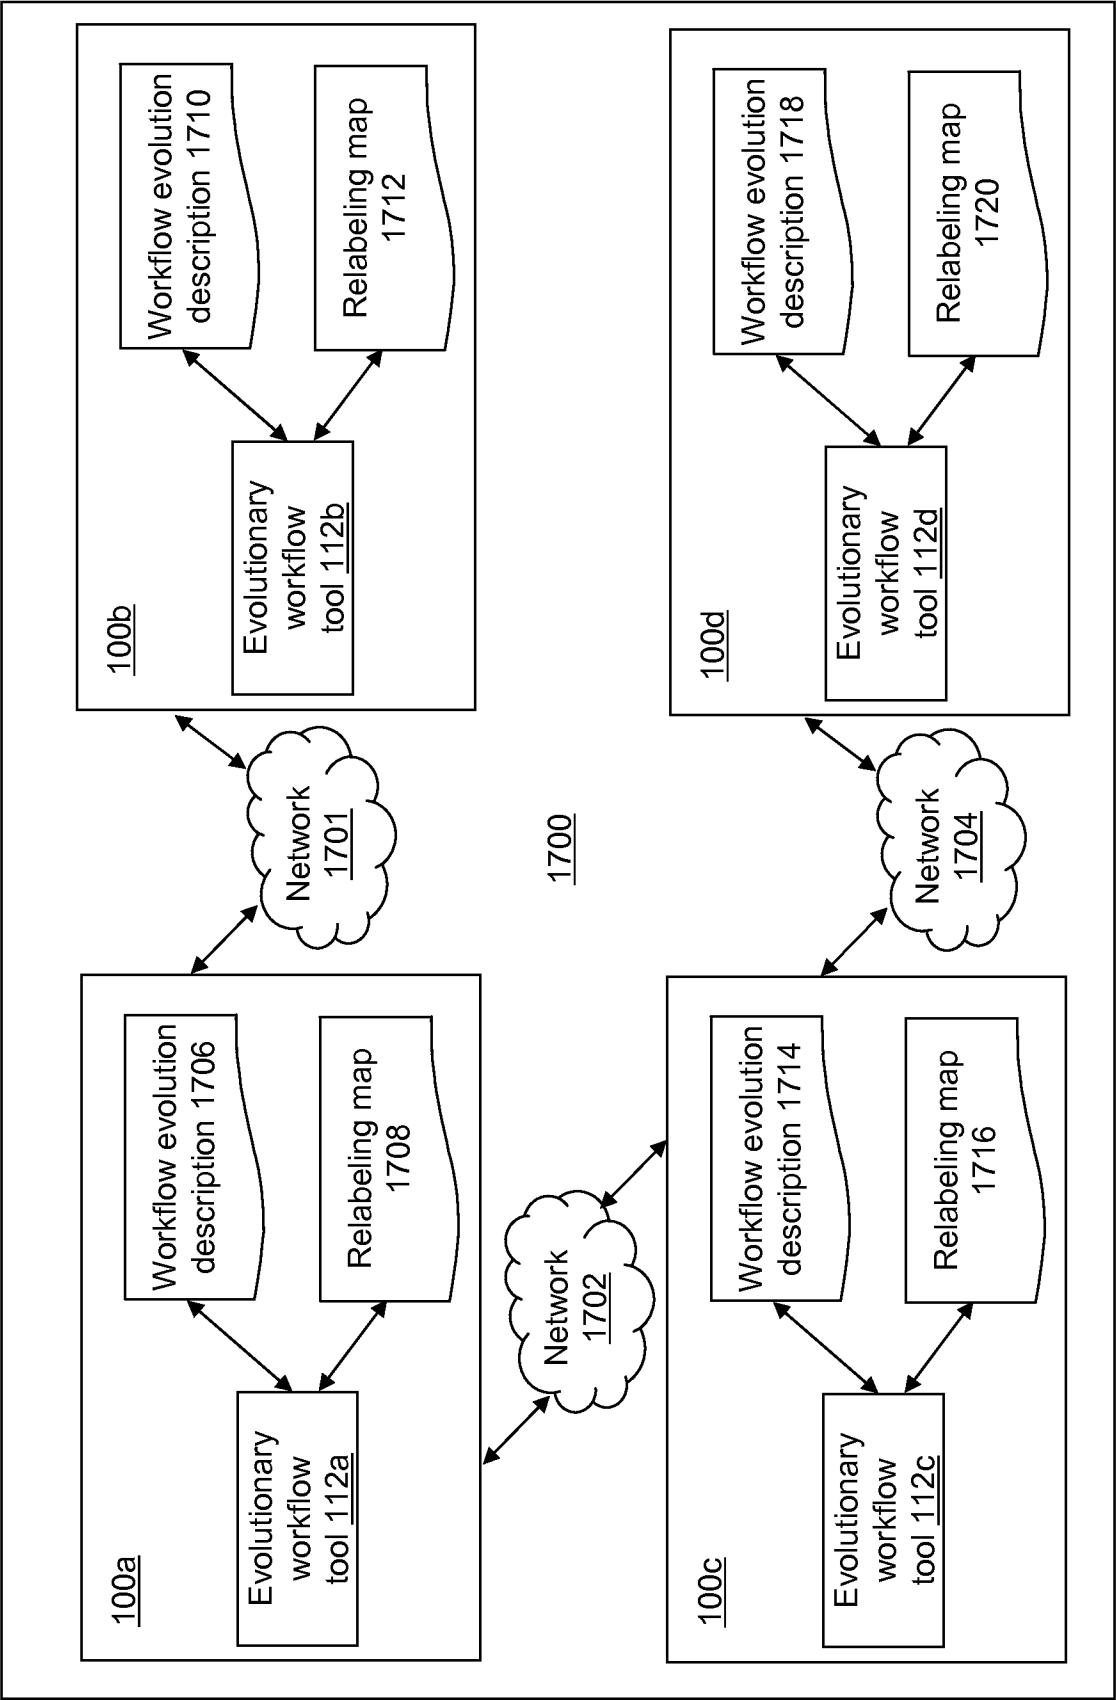 100a
Evolutionary
workflow
tool 112a
Workflow evolution
description 1706
Relabeling map
1708
Network
1701
100b
Evolutionary
workflow
tool 112b
Workflow evolution
description 1710
Relabeling map
1712
Network
1702
1700
100c
Evolutionary
workflow
tool 112c
Workflow evolution
description 1714
Relabeling map
1716
Network
1704
100d
Evolutionary
workflow
tool 112d
Workflow evolution
description 1718
Relabeling map
1720